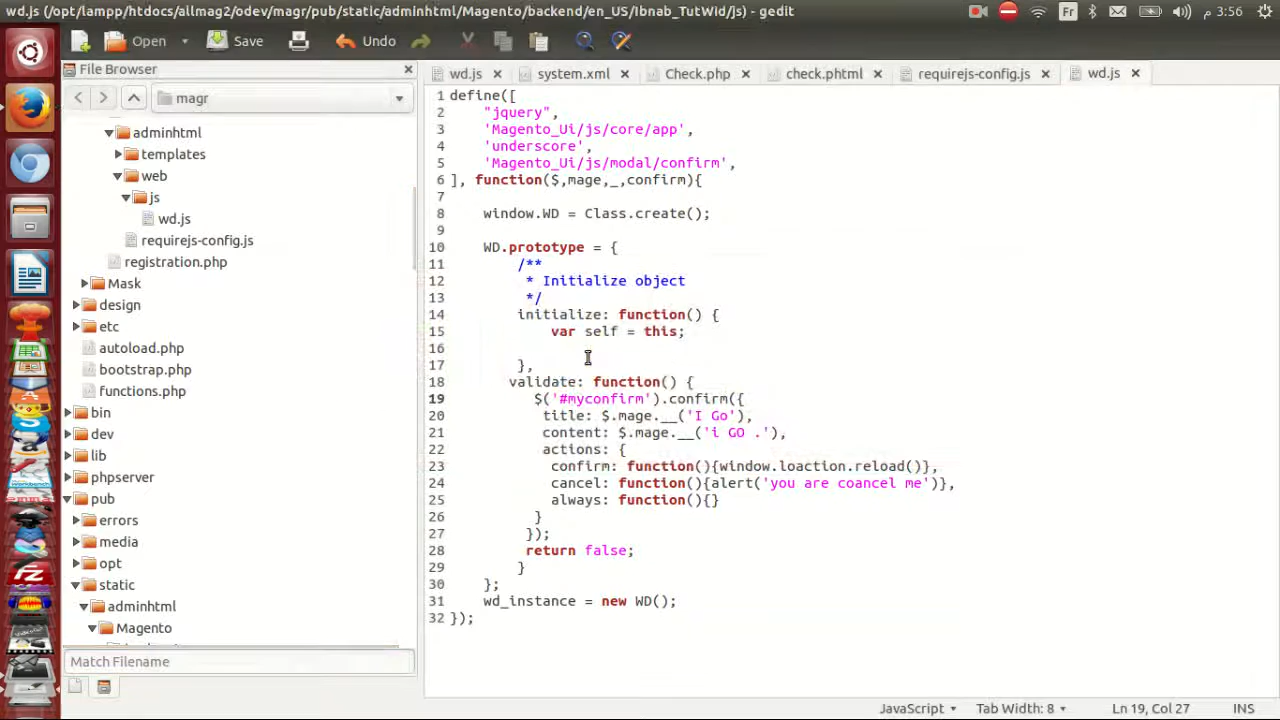 wd.js (/opt/lampp/htdocs/allmag2/odev/magr/pub/static/adminhtml/Magento/backend/en_US/Ibnab_TutWid/js) - gedit
Fr
3:56 م
Open
Save
Undo
File Browser
wd.js
system.xml
Check.php
check.phtml
requirejs-config.js
wd.js
magr
adminhtml
templates
web
js
wd.js
requirejs-config.js
registration.php
Mask
design
etc
autoload.php
bootstrap.php
functions.php
bin
dev
lib
phpserver
pub
errors
media
opt
static
adminhtml
Magento
Match Filename
1 define([
2 "jquery",
3 'Magento_Ui/js/core/app',
4 'underscore',
5 'Magento_Ui/js/modal/confirm',
6 ], function($,mage,_,confirm){
7
8 window.WD = Class.create();
9
10 WD.prototype = {
11 /**
12 * Initialize object
13 */
14 initialize: function() {
15 var self = this;
16
17 },
18 validate: function() {
19 $('#myconfirm').confirm({
20 title: $.mage.__('I Go'),
21 content: $.mage.__('i GO .'),
22 actions: {
23 confirm: function(){window.loaction.reload()},
24 cancel: function(){alert('you are coancel me')},
25 always: function(){}
26 }
27 });
28 return false;
29 }
30 };
31 wd_instance = new WD();
32 });
JavaScript
Tab Width: 8
Ln 19, Col 27
INS